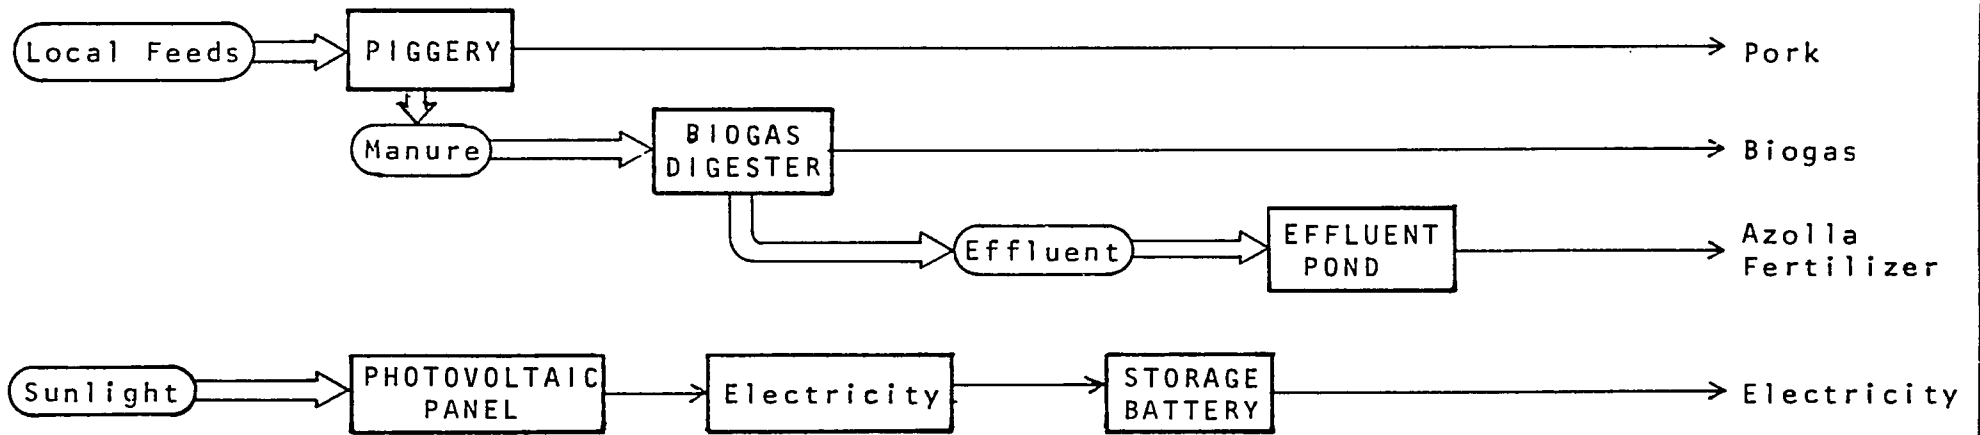 Local Feeds
PIGGERY
Pork
Manure
BIOGAS
DIGESTER
Biogas
Effluent
EFFLUENT
POND
Azolla
Fertilizer
Sunlight
PHOTOVOLTAIC
PANEL
Electricity
STORAGE
BATTERY
Electricity